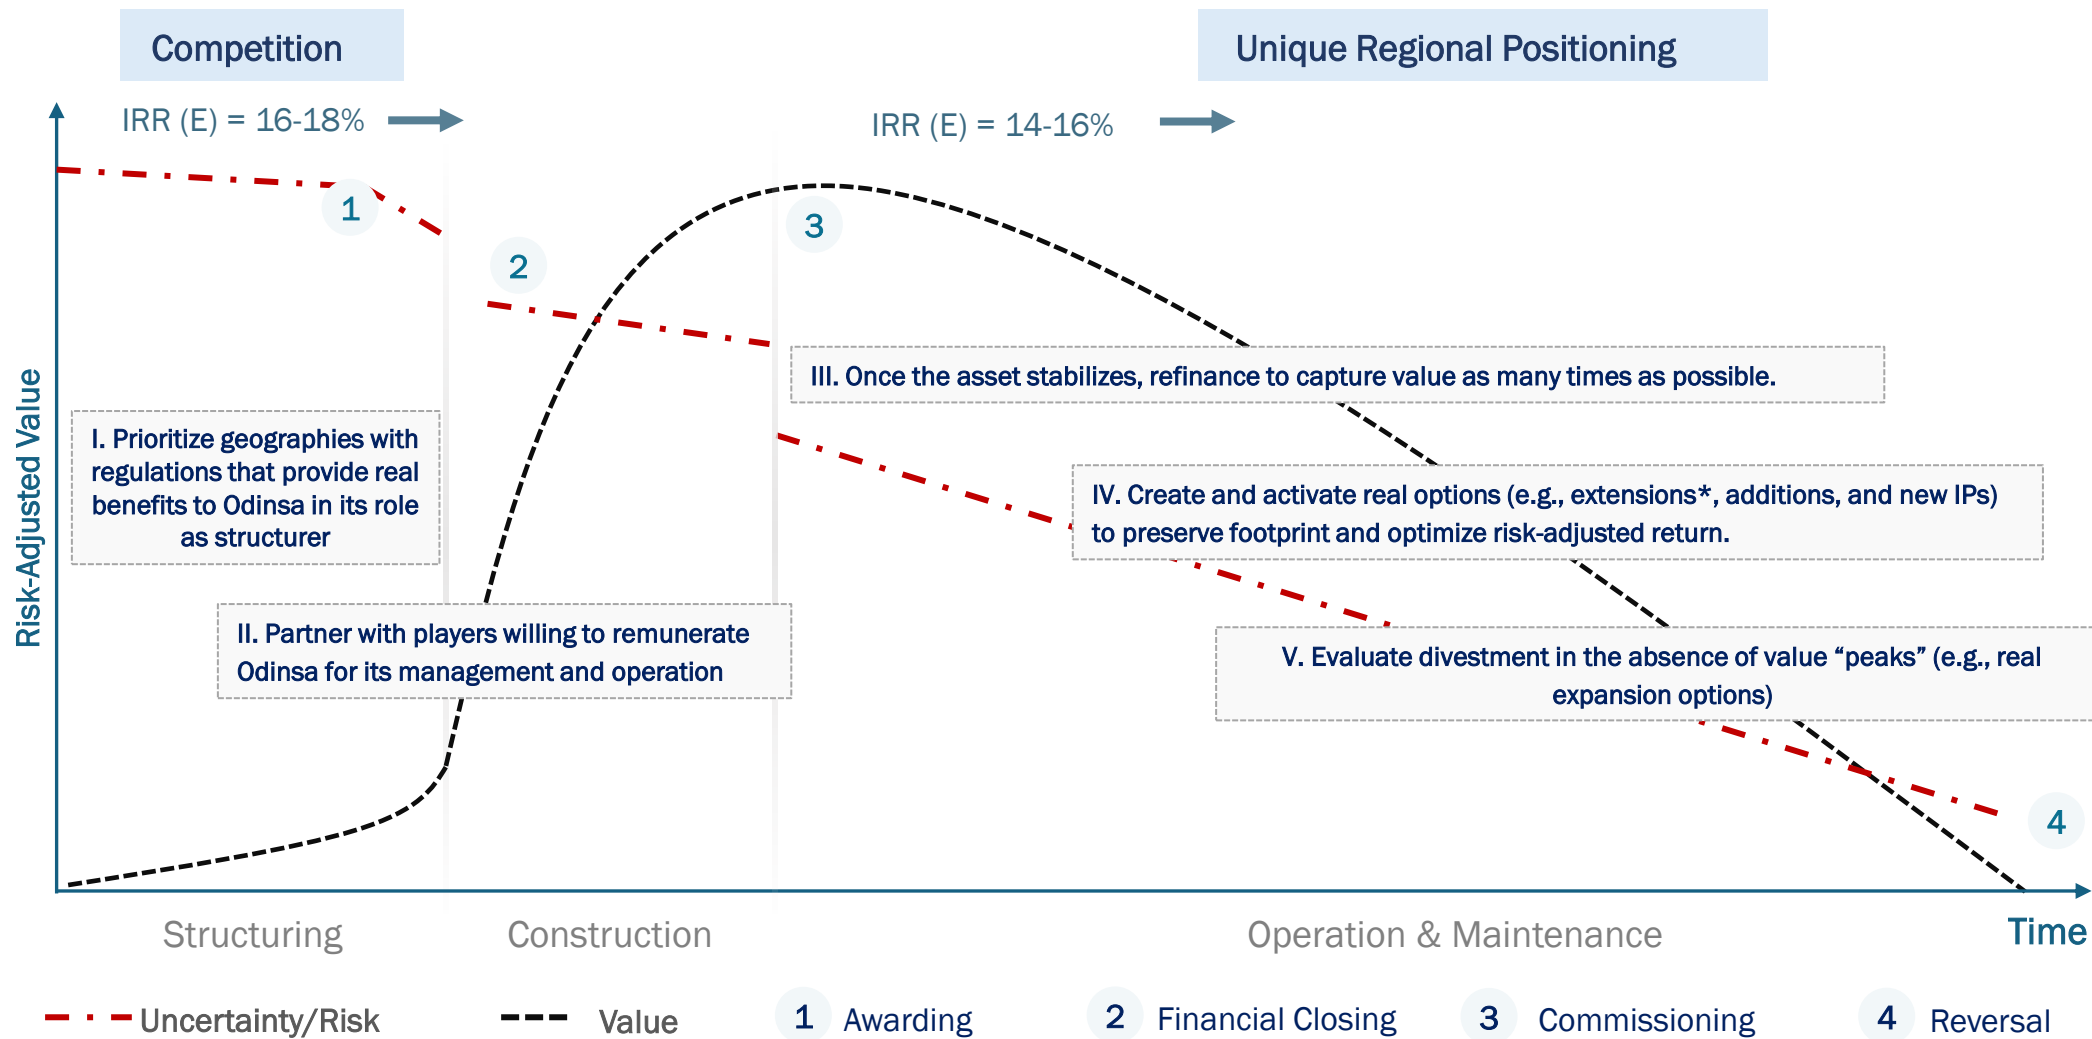 Competition
Unique Regional Positioning
IRR (E) = 16-18%
IRR (E) = 14-16%
1
2
3
Risk-Adjusted Value
I. Prioritize geographies with
regulations that provide real
benefits to Odinsa in its role
as structurer
II. Partner with players willing to remunerate
Odinsa for its management and operation
III. Once the asset stabilizes, refinance to capture value as many times as possible.
IV. Create and activate real options (e.g., extensions*, additions, and new IPs)
to preserve footprint and optimize risk-adjusted return.
V. Evaluate divestment in the absence of value “peaks” (e.g., real
expansion options)
4
Structuring
Construction
Operation & Maintenance
Time
Uncertainty/Risk
Value
1 Awarding
2 Financial Closing
3 Commissioning
4 Reversal